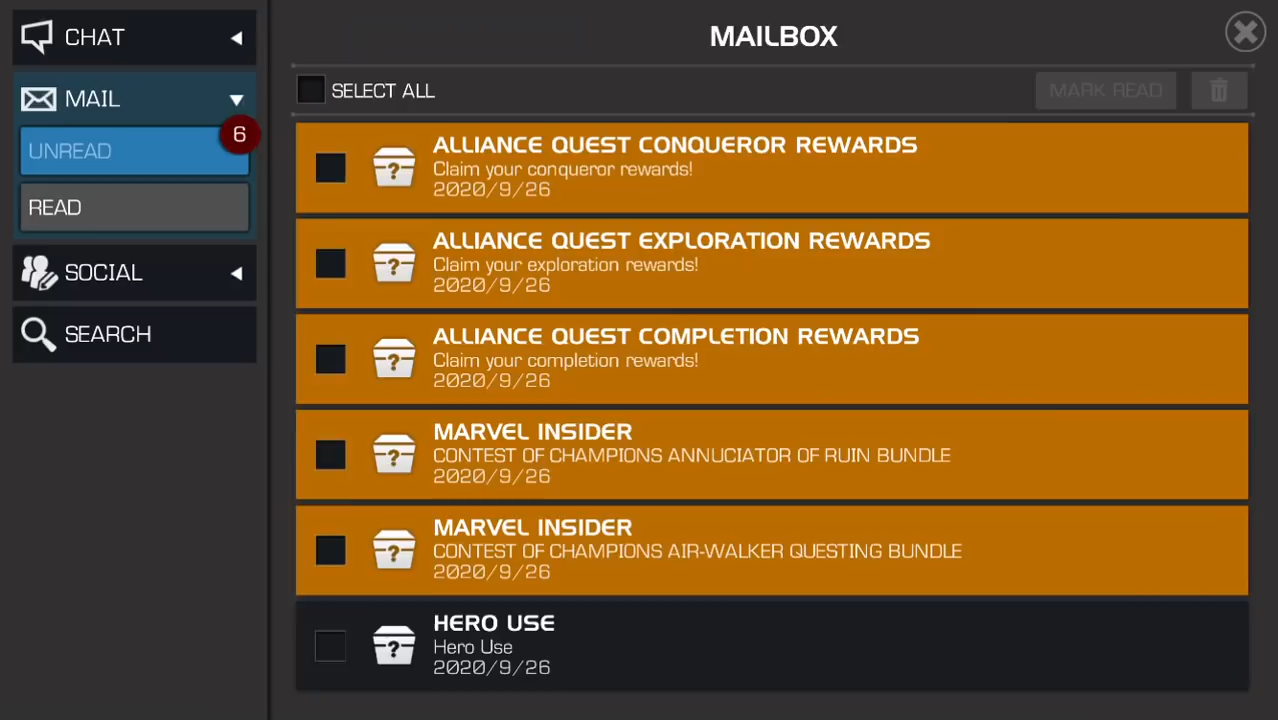 CHAT
MAIL
6
UNREAD
READ
SOCIAL
SEARCH
MAILBOX
SELECT ALL
MARK READ
ALLIANCE QUEST CONQUEROR REWARDS
Claim your conqueror rewards!
2020/9/26
ALLIANCE QUEST EXPLORATION REWARDS
Claim your exploration rewards!
2020/9/26
ALLIANCE QUEST COMPLETION REWARDS
Claim your completion rewards!
2020/9/26
MARVEL INSIDER
CONTEST OF CHAMPIONS ANNUCIATOR OF RUIN BUNDLE
2020/9/26
MARVEL INSIDER
CONTEST OF CHAMPIONS AIR-WALKER QUESTING BUNDLE
2020/9/26
HERO USE
Hero Use
2020/9/26